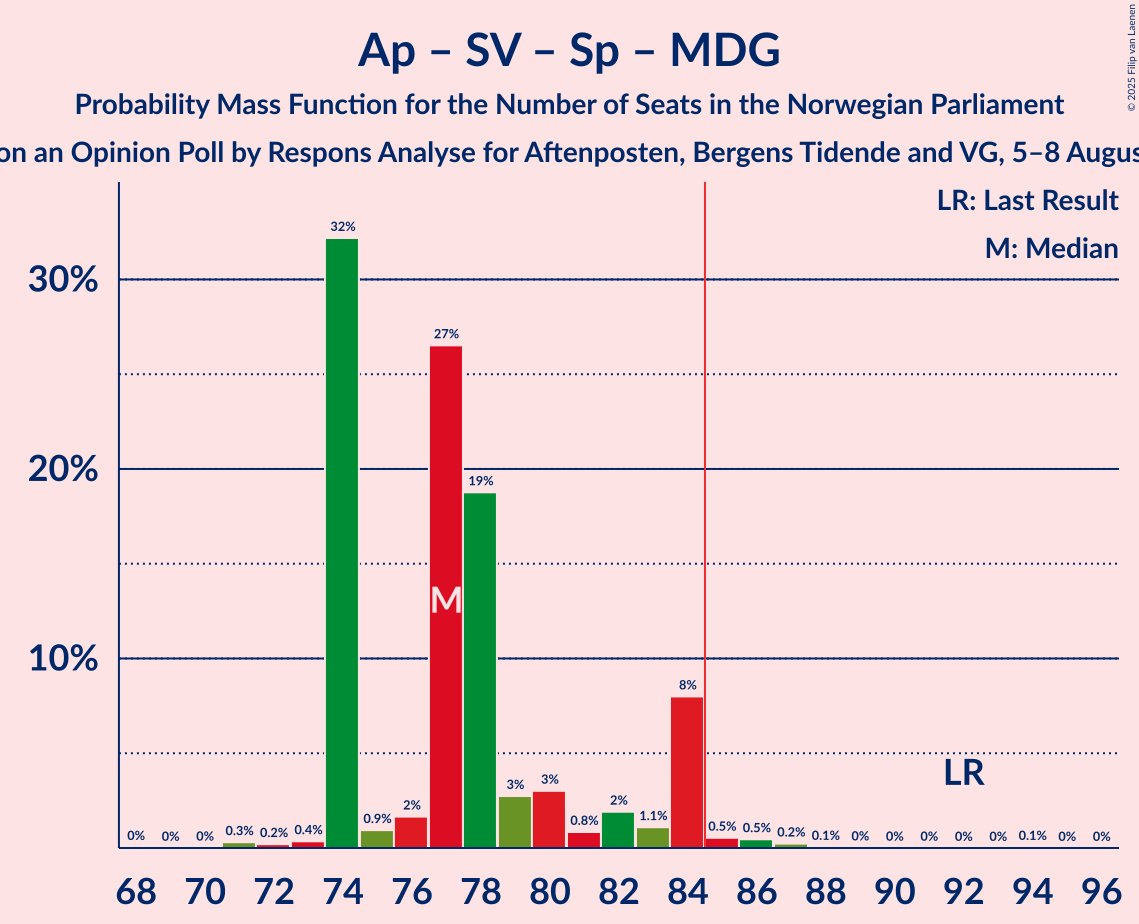 Ap – SV – Sp – MDG
Probability Mass Function for the Number of Seats in the Norwegian Parliament
on an Opinion Poll by Respons Analyse for Aftenposten, Bergens Tidende and VG, 5–8 Augus
© 2025 Filip van Laenen
LR: Last Result
M: Median
30%
20%
10%
0% 0% 0% 0.3% 0.2% 0.4% 32% 0.9% 2% 27% 19% 3% 3% 0.8% 2% 1.1% 8% 0.5% 0.5% 0.2% 0.1% 0% 0% 0% 0% 0% 0.1% 0% 0%
M
LR
68 70 72 74 76 78 80 82 84 86 88 90 92 94 96